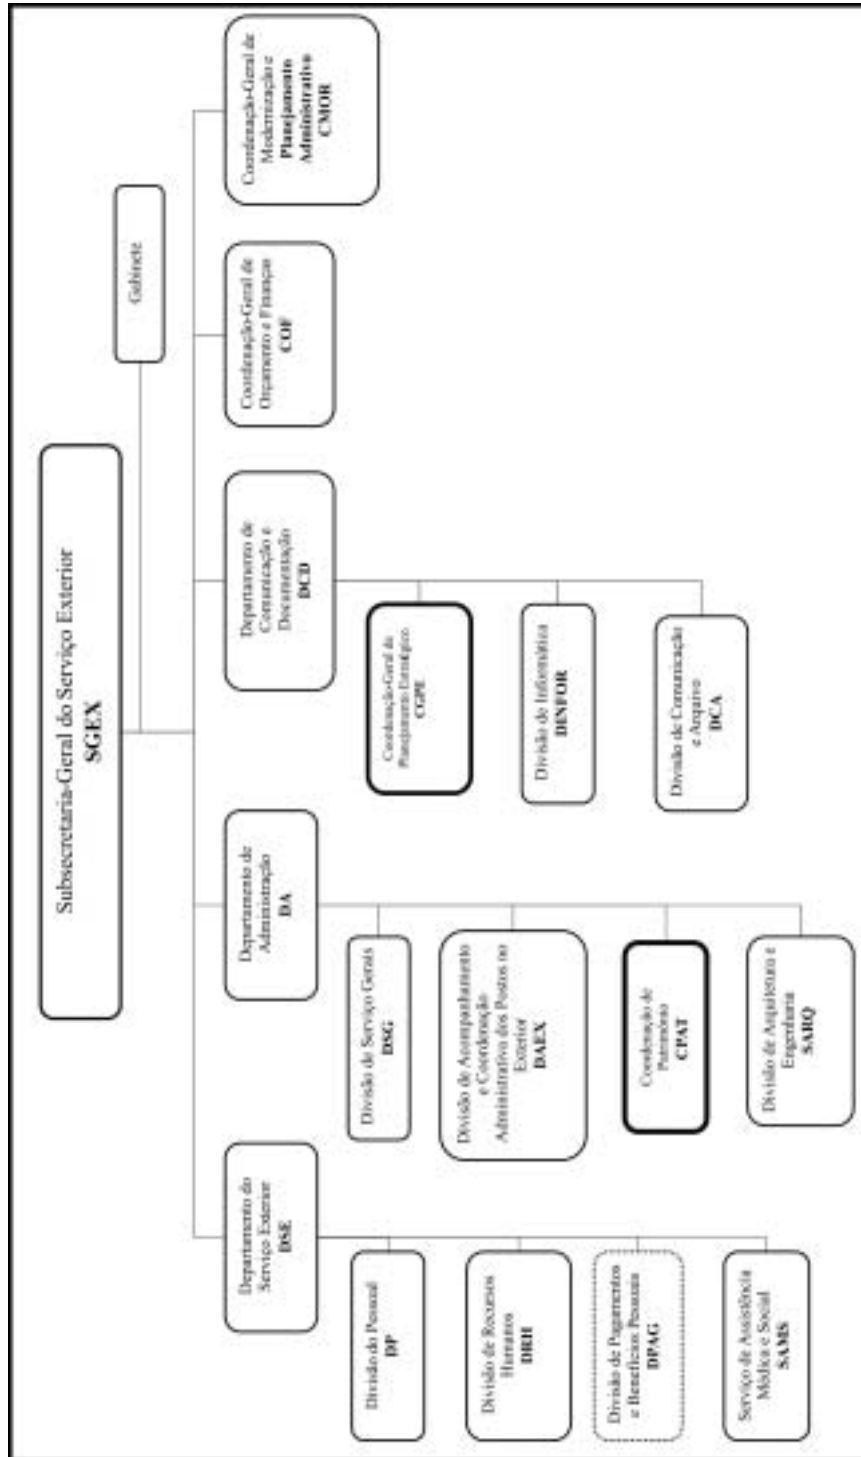 Subsecretaria-Geral do Serviço Exterior
SGEX
Gabinete
Departamento do
Serviço Exterior
DSE
Departamento de
Administração
DA
Departamento de
Comunicação e
Documentação
DCD
Coordenação-Geral de
Orçamento e Finanças
COF
Coordenação-Geral de
Modernização e
Planejamento
Administrativo
CMOR
Divisão do Pessoal
DP
Divisão de Recursos
Humanos
DRH
Divisão de Pagamentos
e Benefícios Pessoais
DPAG
Serviço de Assistência
Médica e Social
SAMS
Divisão de Serviço Gerais
DSG
Divisão de Acompanhamento
e Coordenação
Administrativo dos Postos no
Exterior
DAEX
Coordenação de
Patrimônio
CPAT
Divisão de Arquitetura e
Engenharia
SARQ
Coordenação-Geral de
Planejamento Estratégico
CGPE
Divisão de Informática
DINFOR
Divisão de Comunicação
e Arquivo
DCA